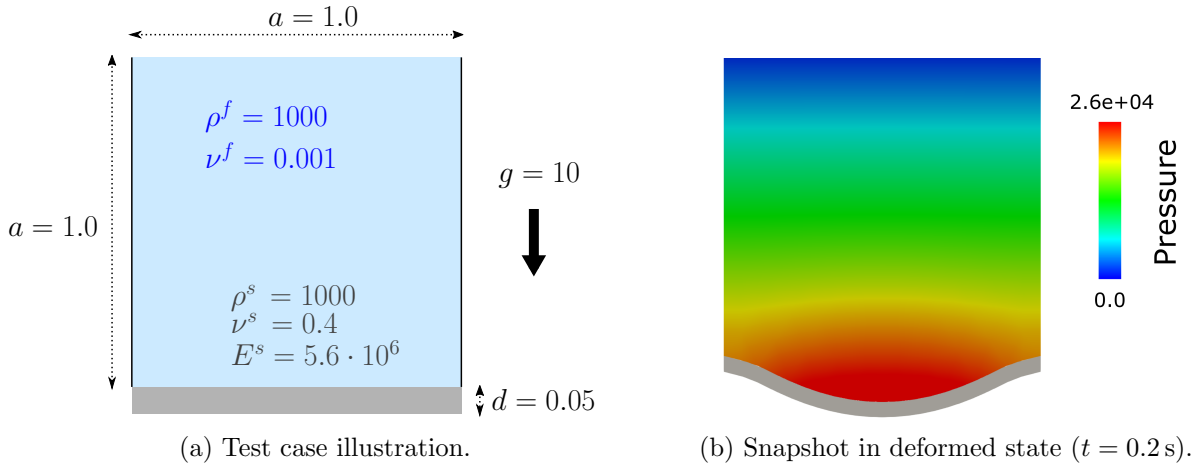 a = 1.0
ρ^f = 1000
ν^f = 0.001
g = 10
a = 1.0
ρ^s = 1000
ν^s = 0.4
E^s = 5.6 · 10^6
d = 0.05
(a) Test case illustration.
2.6e+04
Pressure
0.0
(b) Snapshot in deformed state (t = 0.2 s).